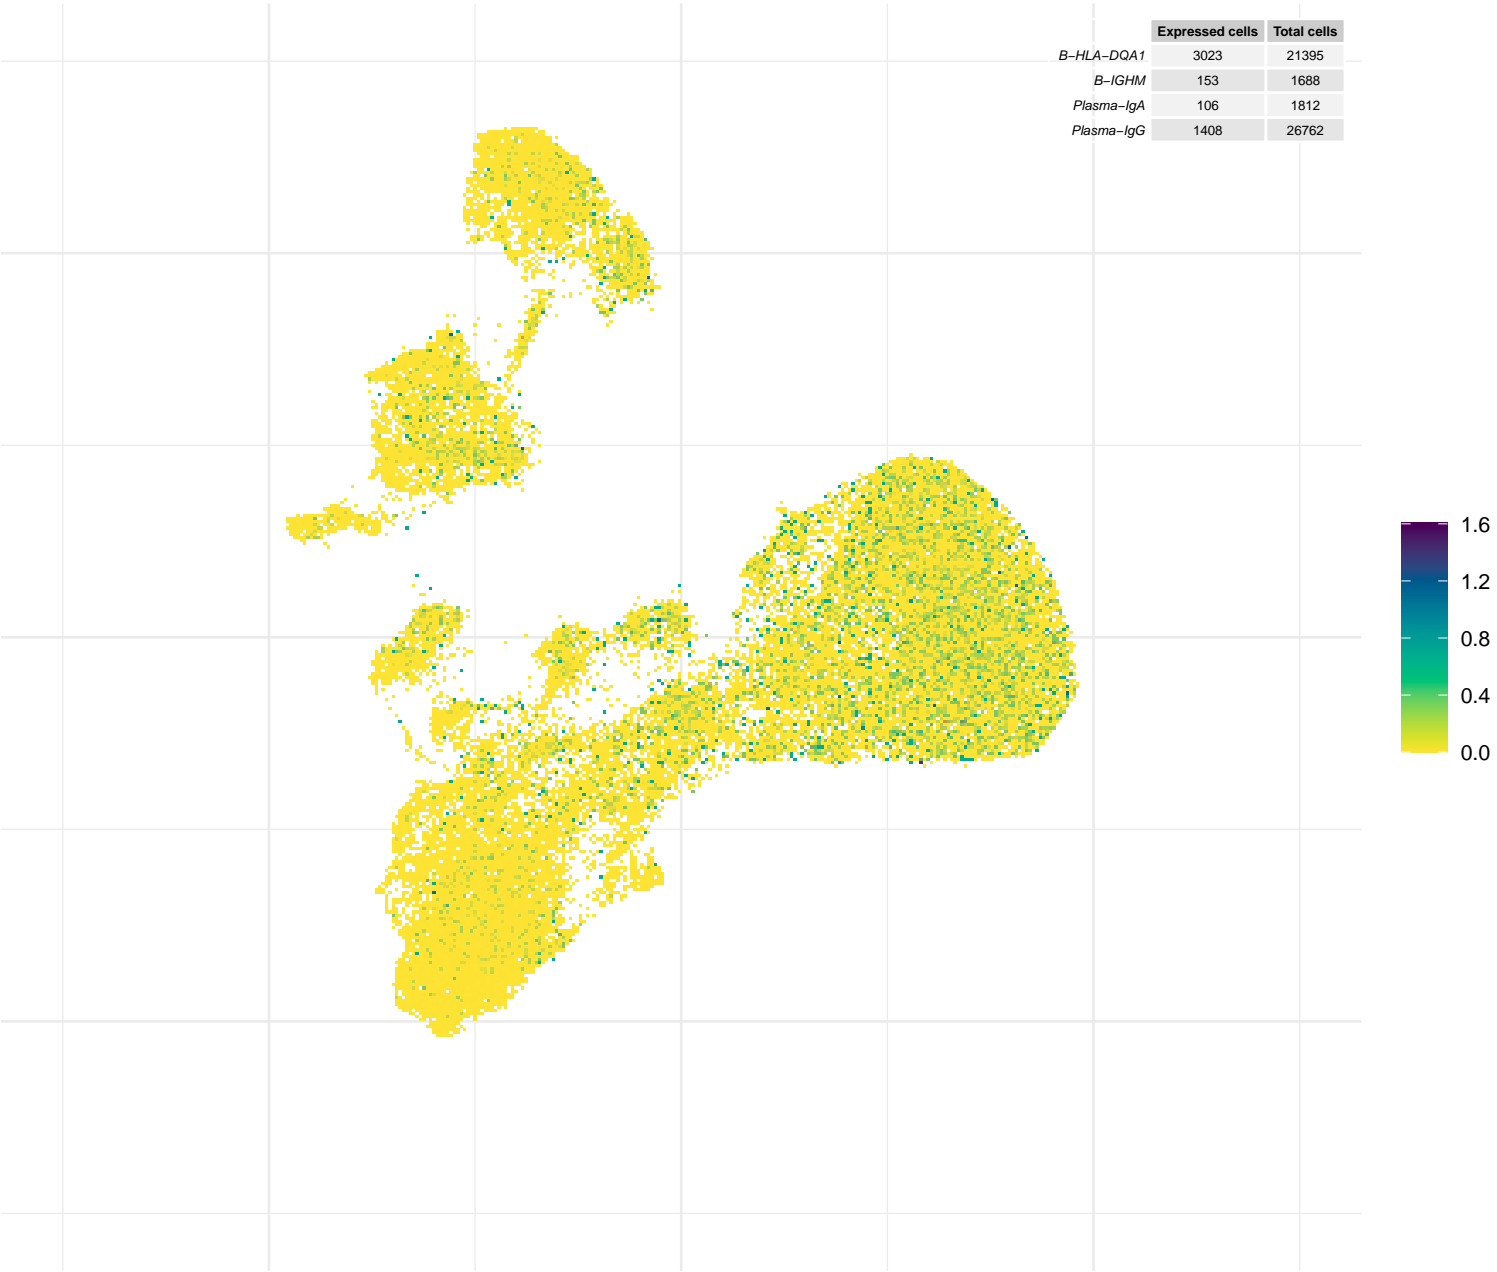 Expressed cells Total cells
B−HLA−DQA1 3023 21395
B−IGHM 153 1688
Plasma−IgA 106 1812
Plasma−IgG 1408 26762
1.6
1.2
0.8
0.4
0.0